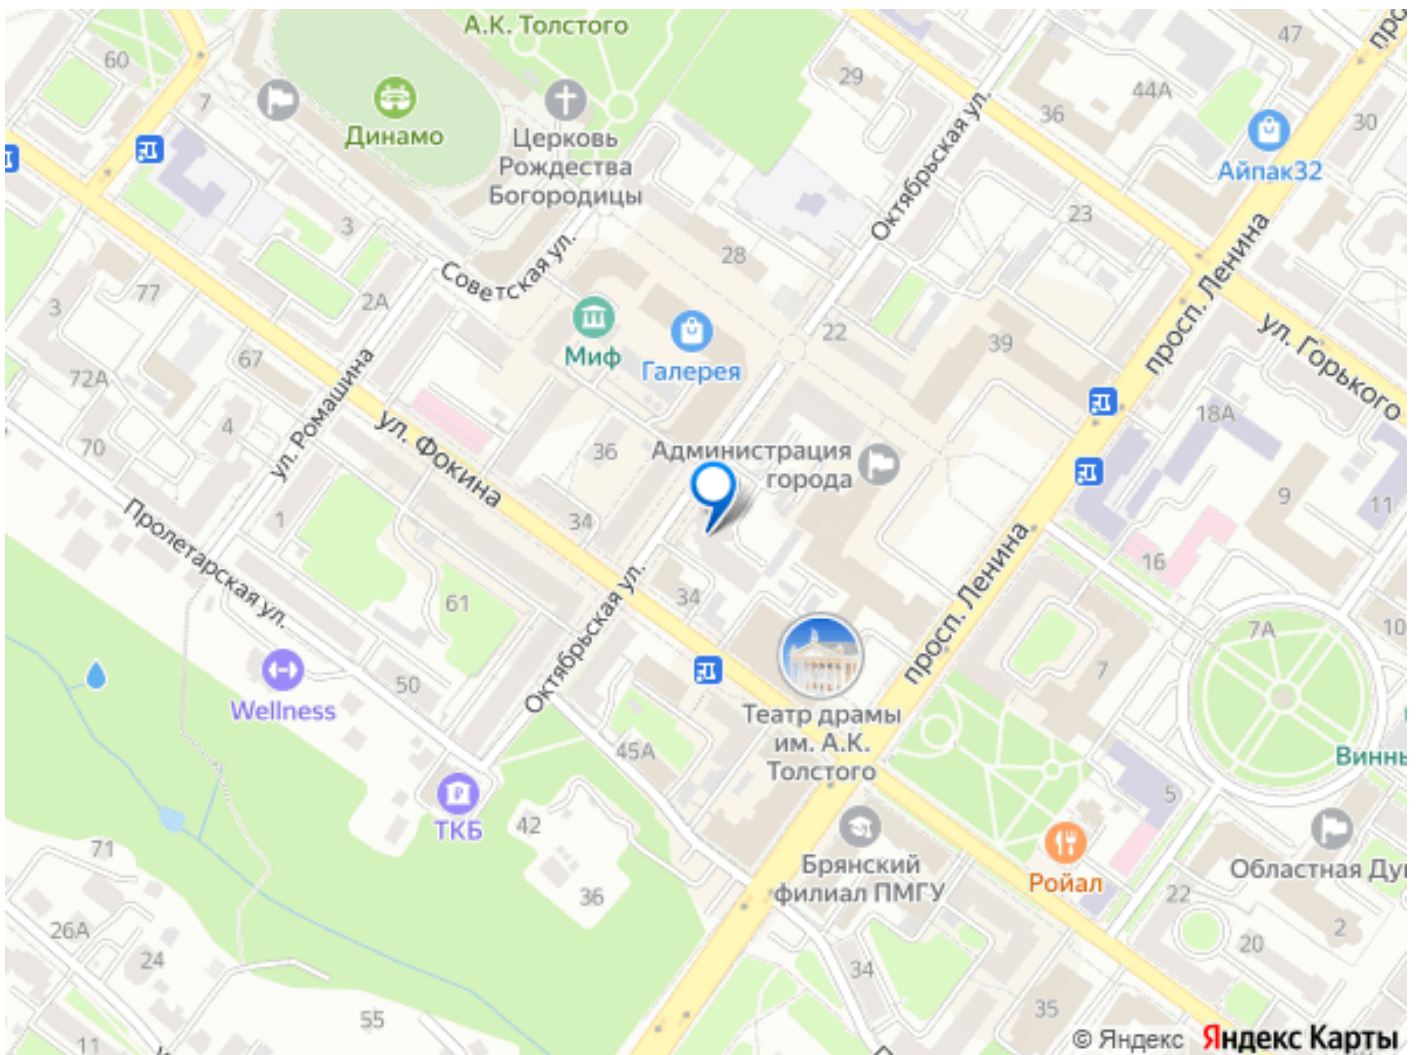 А.К. Толстого
60
7
Динамо
Церковь
Рождества
Богородицы
29
47
44А
36
30
Айпак32
Октябрьская ул.
23
3
Советская ул.
28
просп. Ленина
3
77
2А
Миф
Галерея
22
39
ул. Горького
67
72А
ул. Ромашина
70
4
ул. Фокина
36
Администрация
города
18А
9
11
Пролетарская ул.
1
34
16
61
34
Октябрьская ул.
просп. Ленина
7А
10
7
50
Wellness
Театр драмы
им. А.К.
Толстого
45А
Винны
5
ТКБ
42
71
Брянский
филиал ПМГУ
Ройал
Областная Ду
36
22
2
26А
24
20
34
35
55
11
© Яндекс Яндекс Карты